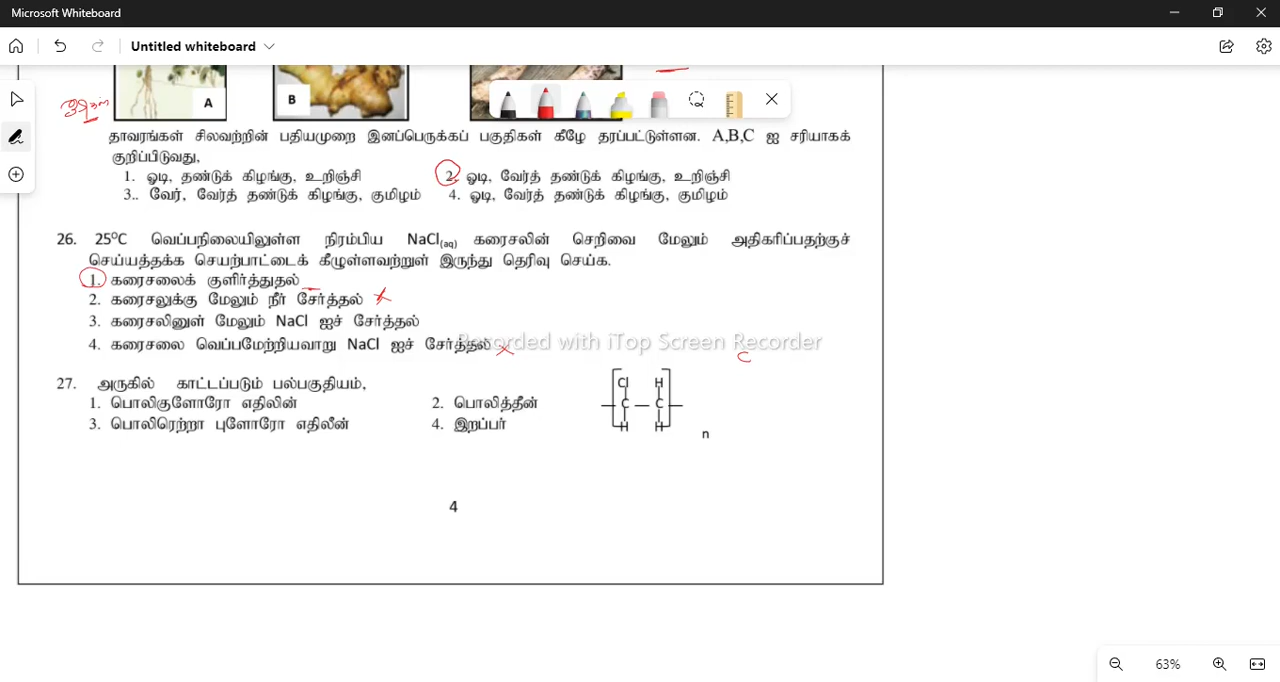 Microsoft Whiteboard
Untitled whiteboard
A
B
தாவரங்கள் சிலவற்றின் பதியமுறை இனப்பெருக்கப் பகுதிகள் கீழே தரப்பட்டுள்ளன. A,B,C ஐ சரியாகக்
குறிப்பிடுவது,
1. ஓடி, தண்டுக் கிழங்கு, உறிஞ்சி 2. ஓடி, வேர்த் தண்டுக் கிழங்கு, உறிஞ்சி
3.. வேர், வேர்த் தண்டுக் கிழங்கு, குமிழம் 4. ஓடி, வேர்த் தண்டுக் கிழங்கு, குமிழம்
26. 25⁰C வெப்பநிலையிலுள்ள நிரம்பிய NaCl(aq) கரைசலின் செறிவை மேலும் அதிகரிப்பதற்குச்
செய்யத்தக்க செயற்பாட்டைக் கீழுள்ளவற்றுள் இருந்து தெரிவு செய்க.
1. கரைசலைக் குளிர்த்துதல்
2. கரைசலுக்கு மேலும் நீர் சேர்த்தல்
3. கரைசலினுள் மேலும் NaCl ஐச் சேர்த்தல்
4. கரைசலை வெப்பமேற்றியவாறு NaCl ஐச் சேர்த்தல்
Recorded with iTop Screen Recorder
C
27. அருகில் காட்டப்படும் பல்பகுதியம்,
1. பொலிகுளோரோ எதிலின் 2. பொலித்தீன்
3. பொலிரெற்றா புளோரோ எதிலீன் 4. இறப்பர்
Cl H
C C
H H
n
4
63%